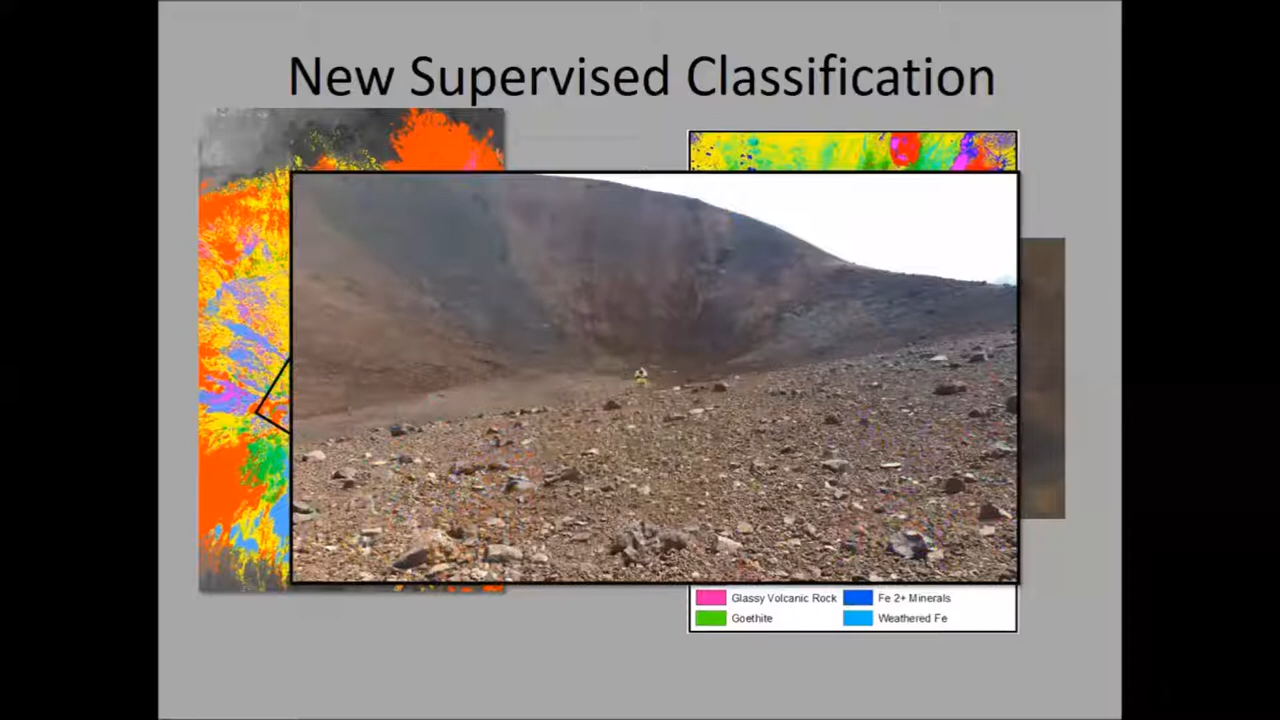 New Supervised Classification
Glassy Volcanic Rock Fe 2+ Minerals
Goethite Weathered Fe